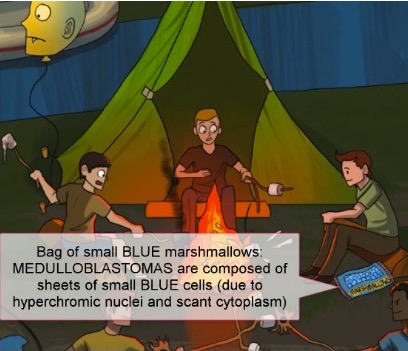 Bag of small BLUE marshmallows:
MEDULLOBLASTOMAS are composed of
sheets of small BLUE cells (due to
hyperchromic nuclei and scant cytoplasm)